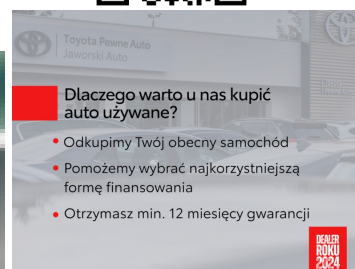 Toyota Pewne Auto
Jaworski Auto
Dlaczego warto u nas kupić
auto używane?
• Odkupimy Twój obecny samochód
• Pomożemy wybrać najkorzystniejszą
formę finansowania
• Otrzymasz min. 12 miesięcy gwarancji
DEALER
ROKU
2024